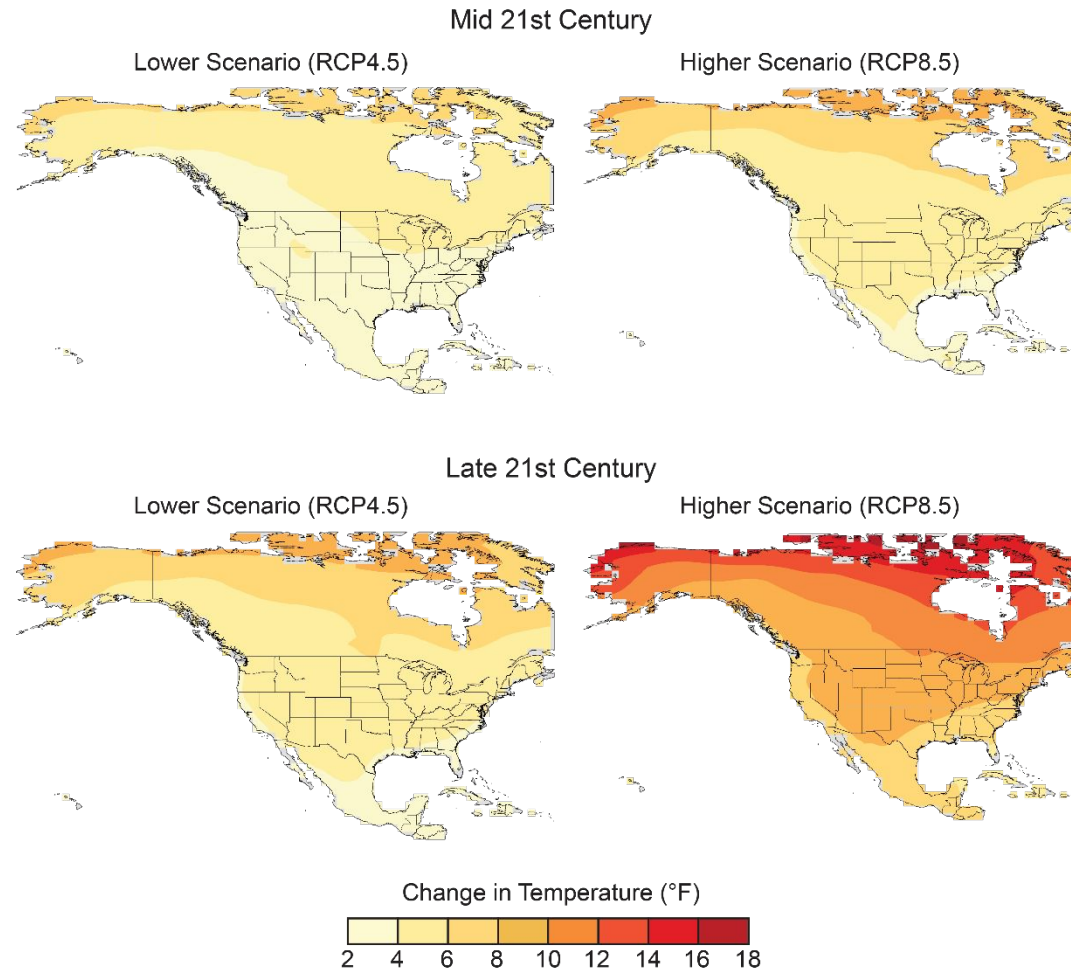 Mid 21st Century
Lower Scenario (RCP4.5) Higher Scenario (RCP8.5)
Late 21st Century
Lower Scenario (RCP4.5) Higher Scenario (RCP8.5)
Change in Temperature (°F)
2 4 6 8 10 12 14 16 18